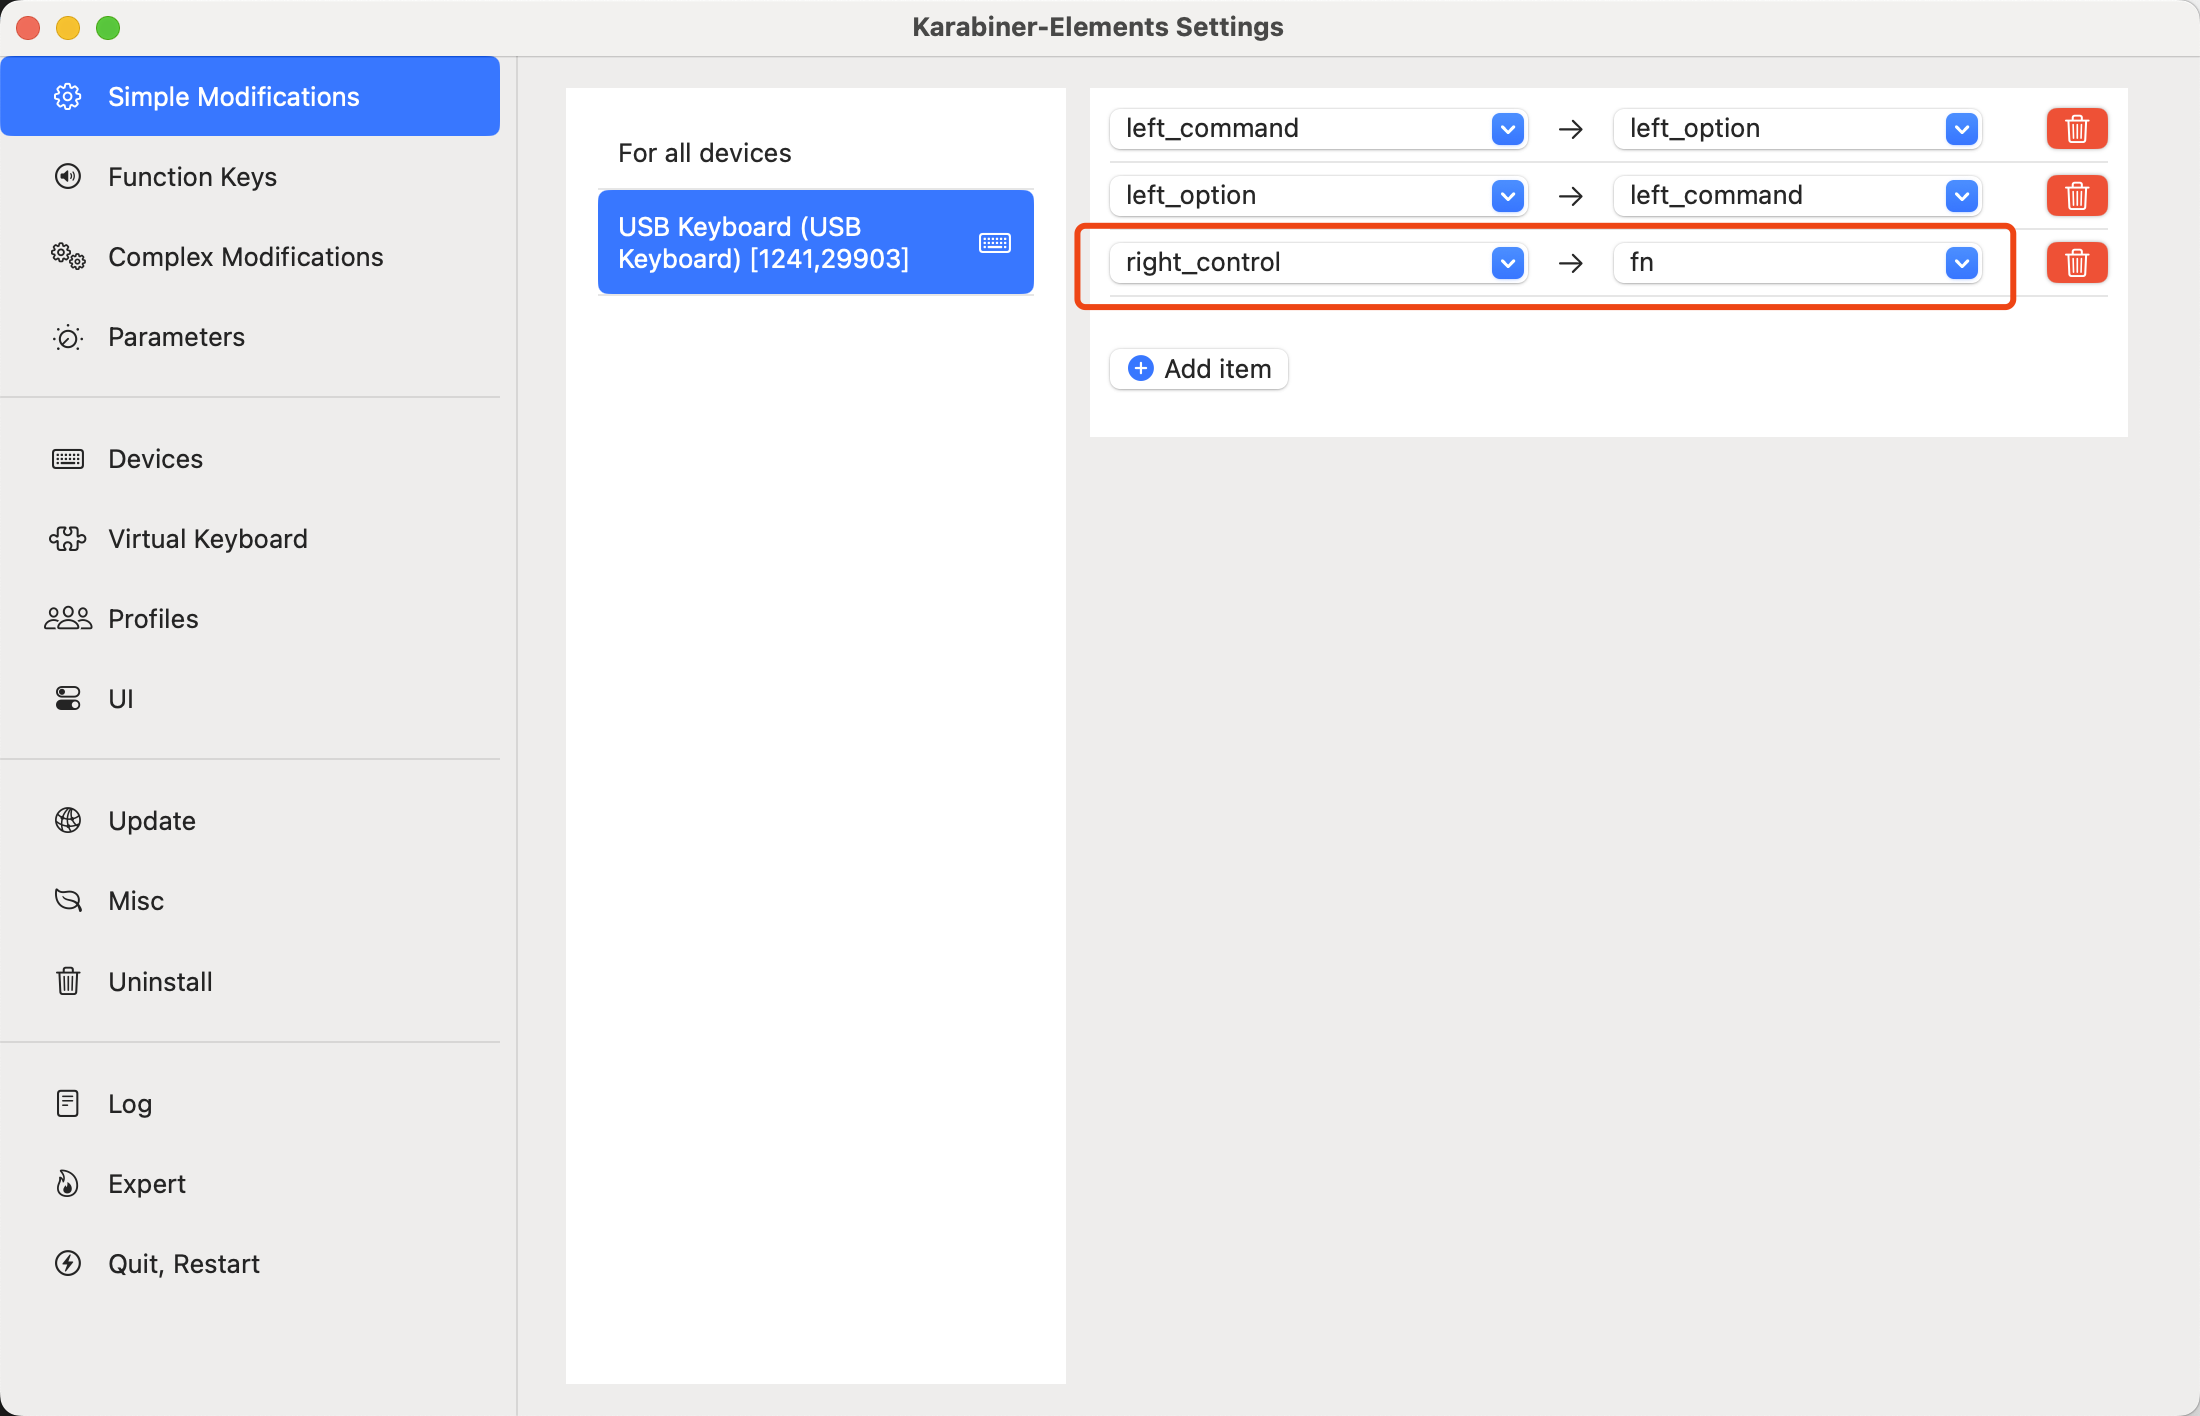 Karabiner-Elements Settings
Simple Modifications
Function Keys
Complex Modifications
Parameters
Devices
Virtual Keyboard
Profiles
UI
Update
Misc
Uninstall
Log
Expert
Quit, Restart
For all devices
USB Keyboard (USB
Keyboard) [1241,29903]
left_command → left_option
left_option → left_command
right_control → fn
Add item